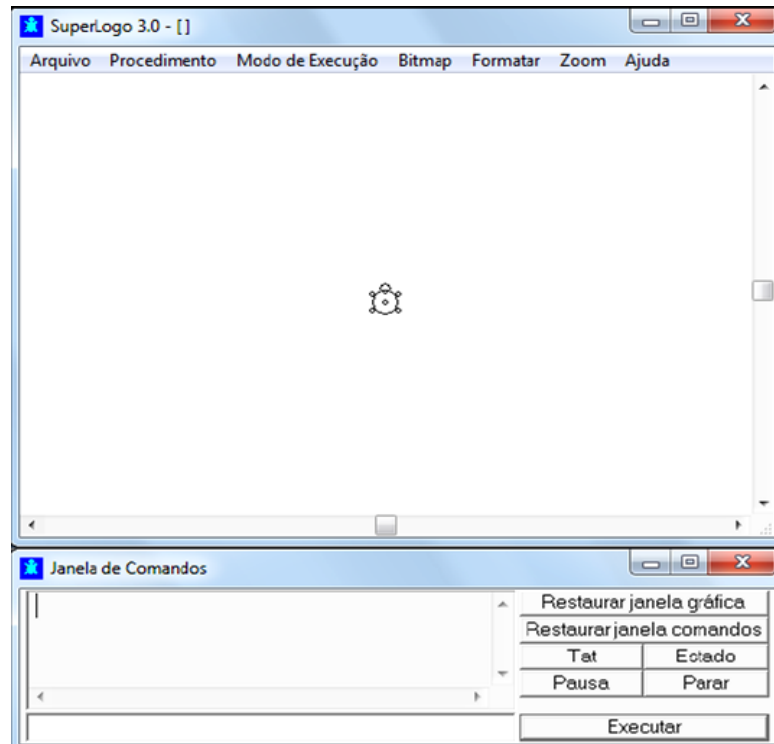 SuperLogo 3.0 - [ ]
Arquivo Procedimento Modo de Execução Bitmap Formatar Zoom Ajuda
Janela de Comandos
Restaurar janela gráfica
Restaurar janela comandos
Tat Estado
Pausa Parar
Executar